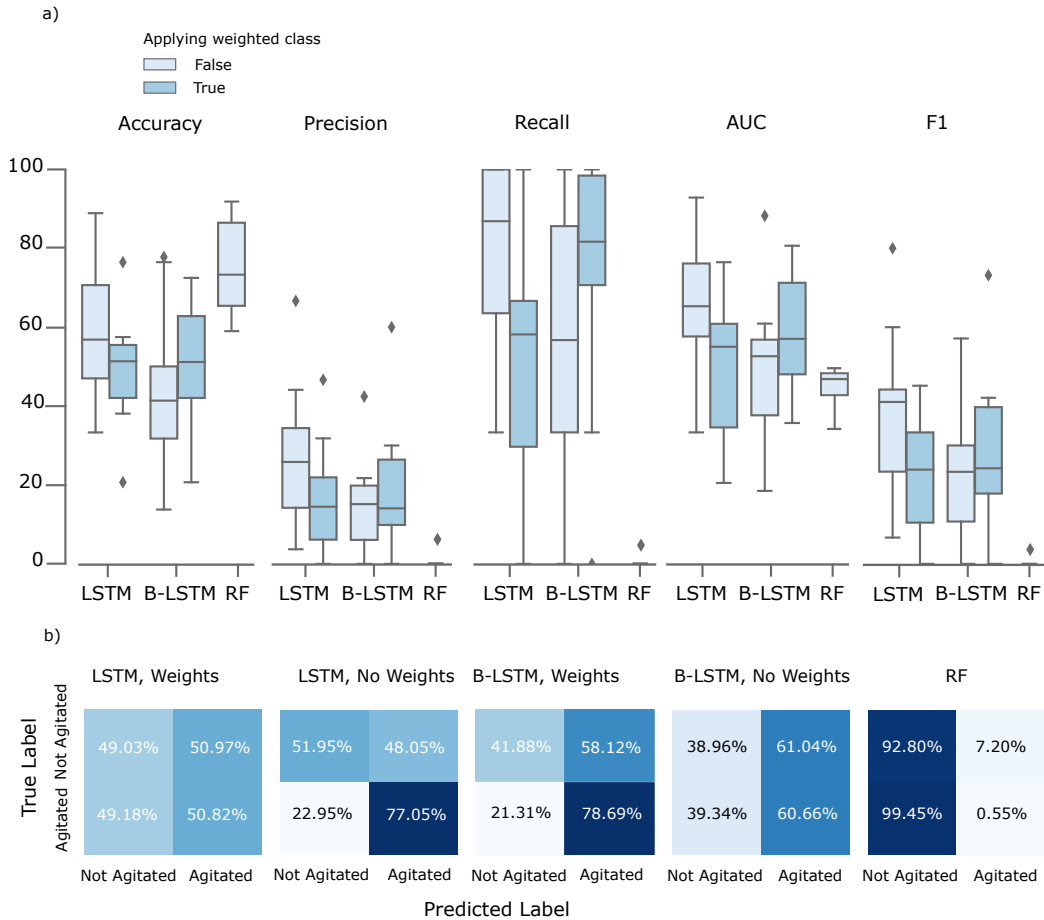 a)
Applying weighted class
False
True
Accuracy Precision Recall AUC F1
100
80
60
40
20
0
LSTM B-LSTM RF LSTM B-LSTM RF LSTM B-LSTM RF LSTM B-LSTM RF LSTM B-LSTM RF
b)
LSTM, Weights LSTM, No Weights B-LSTM, Weights B-LSTM, No Weights RF
True Label
Not Agitated
49.03% 50.97% 51.95% 48.05% 41.88% 58.12% 38.96% 61.04% 92.80% 7.20%
Agitated
49.18% 50.82% 22.95% 77.05% 21.31% 78.69% 39.34% 60.66% 99.45% 0.55%
Not Agitated Agitated Not Agitated Agitated Not Agitated Agitated Not Agitated Agitated Not Agitated Agitated
Predicted Label